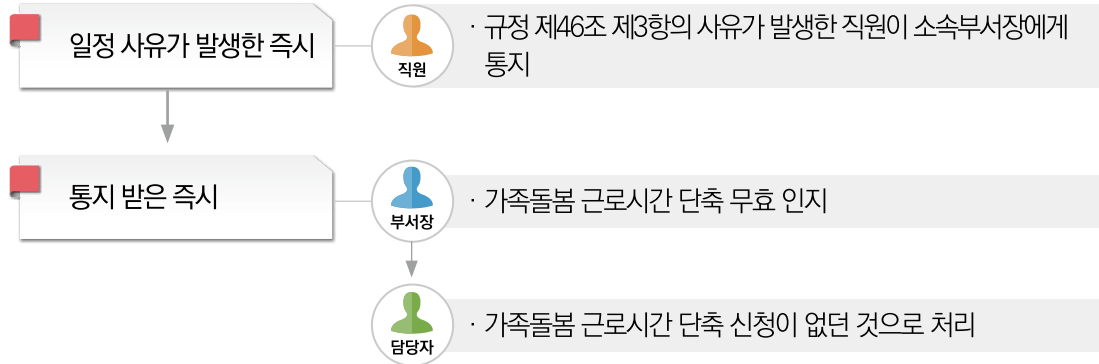 일정 사유가 발생한 즉시
직원
· 규정 제46조 제3항의 사유가 발생한 직원이 소속부서장에게
통지
통지 받은 즉시
부서장
· 가족돌봄 근로시간 단축 무효 인지
담당자
· 가족돌봄 근로시간 단축 신청이 없던 것으로 처리